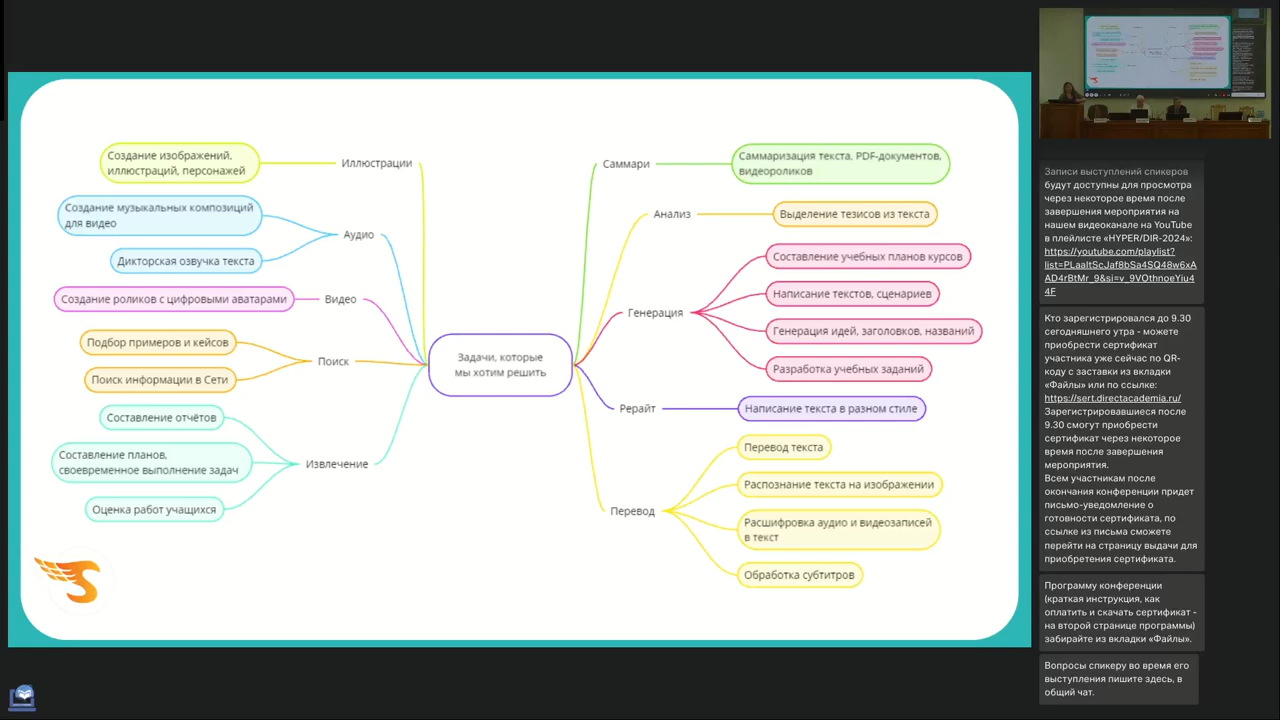 Создание изображений,
иллюстраций, персонажей
Иллюстрации
Создание музыкальных композиций
для видео
Дикторская озвучка текста
Аудио
Создание роликов с цифровыми аватарами
Видео
Подбор примеров и кейсов
Поиск информации в Сети
Поиск
Составление отчётов
Составление планов,
своевременное выполнение задач
Оценка работ учащихся
Извлечение
Задачи, которые
мы хотим решить
Саммари
Саммаризация текста, PDF-документов,
видеороликов
Анализ
Выделение тезисов из текста
Генерация
Составление учебных планов курсов
Написание текстов, сценариев
Генерация идей, заголовков, названий
Разработка учебных заданий
Рерайт
Написание текста в разном стиле
Перевод
Перевод текста
Распознание текста на изображении
Расшифровка аудио и видеозаписей
в текст
Обработка субтитров
Записи выступлений спикеров
будут доступны для просмотра
через некоторое время после
завершения мероприятия на
нашем видеоканале на YouTube
в плейлисте «HYPER/DIR-2024»:
https://youtube.com/playlist?
list=PLaaItScJaf8bSa4SQ48w6xA
AD4rBtMr_9&si=v_9VOthnoeYiu4
4F
Кто зарегистрировался до 9.30
сегодняшнего утра - можете
приобрести сертификат
участника уже сейчас по QR-
коду с заставки из вкладки
«Файлы» или по ссылке:
https://sert.directacademia.ru/
Зарегистрировавшиеся после
9.30 смогут приобрести
сертификат через некоторое
время после завершения
мероприятия.
Всем участникам после
окончания конференции придет
письмо-уведомление о
готовности сертификата, по
ссылке из письма сможете
перейти на страницу выдачи для
приобретения сертификата.
Программу конференции
(краткая инструкция, как
оплатить и скачать сертификат -
на второй странице программы)
забирайте из вкладки «Файлы».
Вопросы спикеру во время его
выступления пишите здесь, в
общий чат.